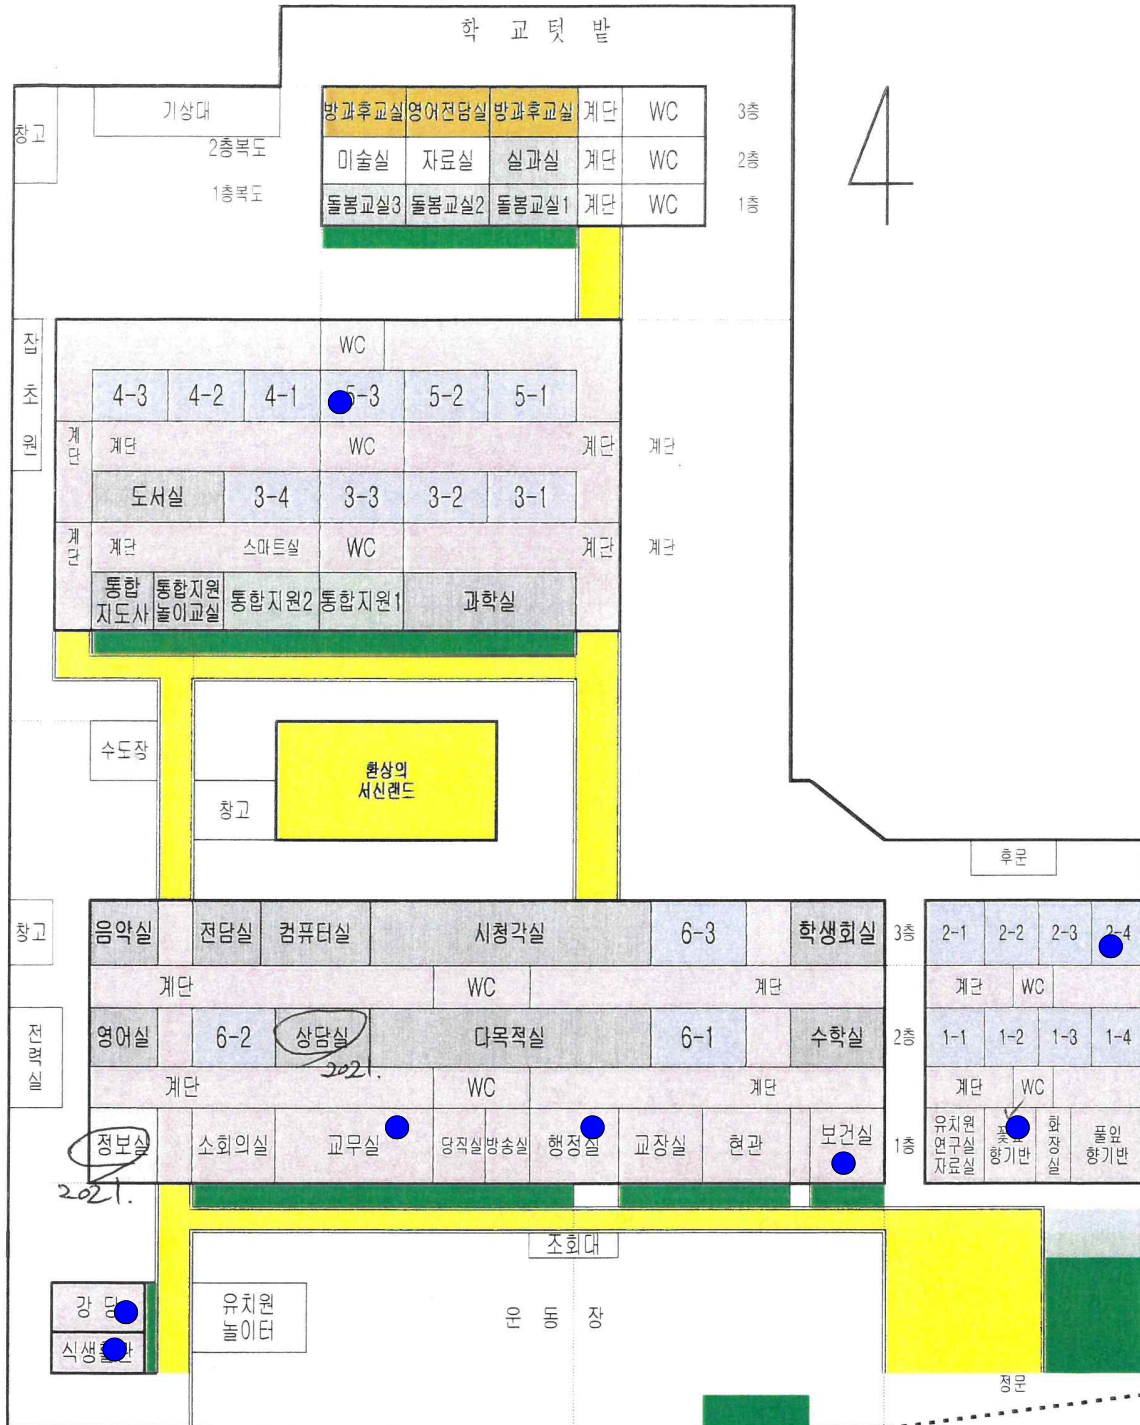 학 교 텃 밭
창고
기상대
방과후교실 영어전담실 방과후교실 계단 WC 3층
2층복도
미술실 자료실 실과실 계단 WC 2층
1층복도
돌봄교실3 돌봄교실2 돌봄교실1 계단 WC 1층
잡초원
WC
4-3 4-2 4-1 5-3 5-2 5-1
계단 계단 WC 계단 계단
도서실 3-4 3-3 3-2 3-1
계단 계단 스마트실 WC 계단 계단
통합지도사 통합지원놀이교실 통합지원2 통합지원1 과학실
수도장
환상의
서신랜드
창고
후문
창고
음악실 전담실 컴퓨터실 시청각실 6-3 학생회실 3층 2-1 2-2 2-3 2-4
계단 WC 계단 계단 WC
전력실
영어실 6-2 상담실 다목적실 6-1 수학실 2층 1-1 1-2 1-3 1-4
2021.
계단 WC 계단 계단 WC
정보실 소회의실 교무실 당직실 방송실 행정실 교장실 현관 보건실 1층 유치원연구실자료실 꽃잎향기반 화장실 풀잎향기반
2021.
조회대
강 당
유치원
놀이터
운 동 장
식생활관
정문